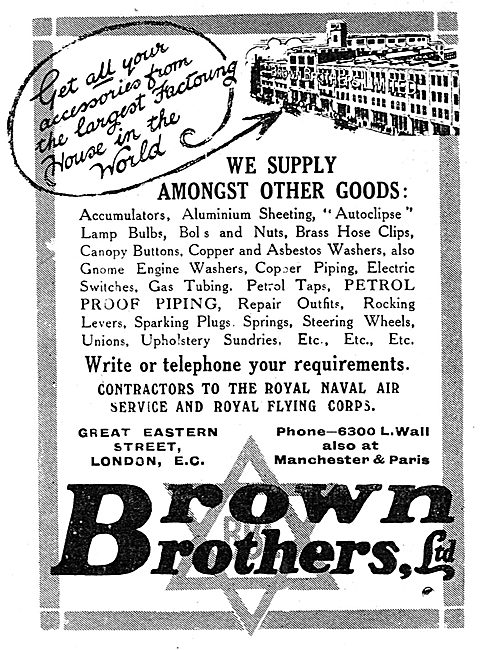 Get all your
accessories from
the largest Factoring
House in the
World
BROWN BROTHERS LIMITED
WE SUPPLY
AMONGST OTHER GOODS:
Accumulators, Aluminium Sheeting, "Autoclipse"
Lamp Bulbs, Bol s and Nuts, Brass Hose Clips,
Canopy Buttons, Copper and Asbestos Washers, also
Gnome Engine Washers, Copper Piping, Electric
Switches, Gas Tubing. Petrol Taps, PETROL
PROOF PIPING, Repair Outfits, Rocking
Levers, Sparking Plugs. Springs, Steering Wheels,
Unions, Upholstery Sundries, Etc., Etc., Etc.
Write or telephone your requirements.
CONTRACTORS TO THE ROYAL NAVAL AIR
SERVICE AND ROYAL FLYING CORPS.
GREAT EASTERN
STREET,
LONDON, E.C.
Phone—6300 L.Wall
also at
Manchester & Paris
Brown
Brothers, Ltd